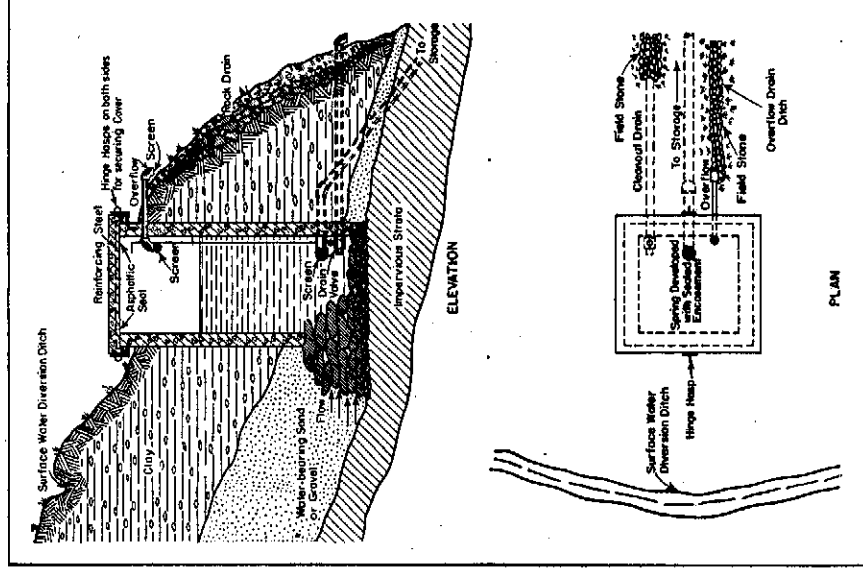 Surface Water Diversion Ditch
Reinforcing Steel
Asphaltic
Seal
Hinge Hasps on both sides
for securing Cover
Overflow
Screen
Screen
Rock Drain
Clay
Water-bearing Sand
or Gravel
Flow
Screen
Drain
Valve
To
Storage
Impervious Strata
ELEVATION
Surface Water
Diversion Ditch
Hinge Hasp
Spring Developed
with Sealed
Encasement
Field Stone
Cleanout Drain
To Storage
Overflow
Field Stone
Overflow Drain
Ditch
PLAN